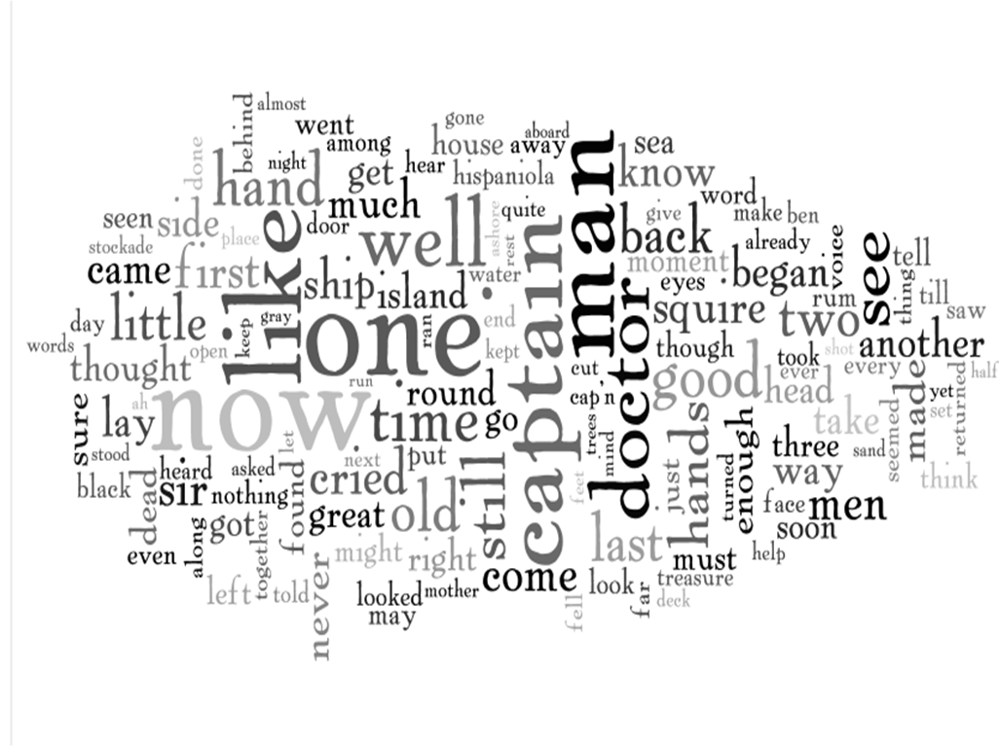 almost
behind
went
gone
aboard
among
house
away
sea
done
night
hand
get
hear
hispaniola
man
know
word
much
quite
give
make
ben
seen
side
like
door
well
ashore
rest
captain
back
already
voice
see
tell
stockade
place
moment
came
first
ship
island
water
eyes
began
things
till
rum
day
little
keep
gray
one
ran
end
doctor
squire
two
saw
words
open
kept
though
took
shot
another
thought
run
cut
good
ever
head
every
half
ah
now
round
cap'n
made
yet
returned
sure
lay
time
go
trees
mind
hands
enough
take
seemed
set
stood
let
next
put
three
sand
heard
asked
cried
still
feet
just
turned
way
think
black
dead
sir
nothing
found
great
old
face
men
along
got
together
soon
even
might
right
last
must
help
left
told
never
looked
mother
come
look
far
treasure
may
fell
deck